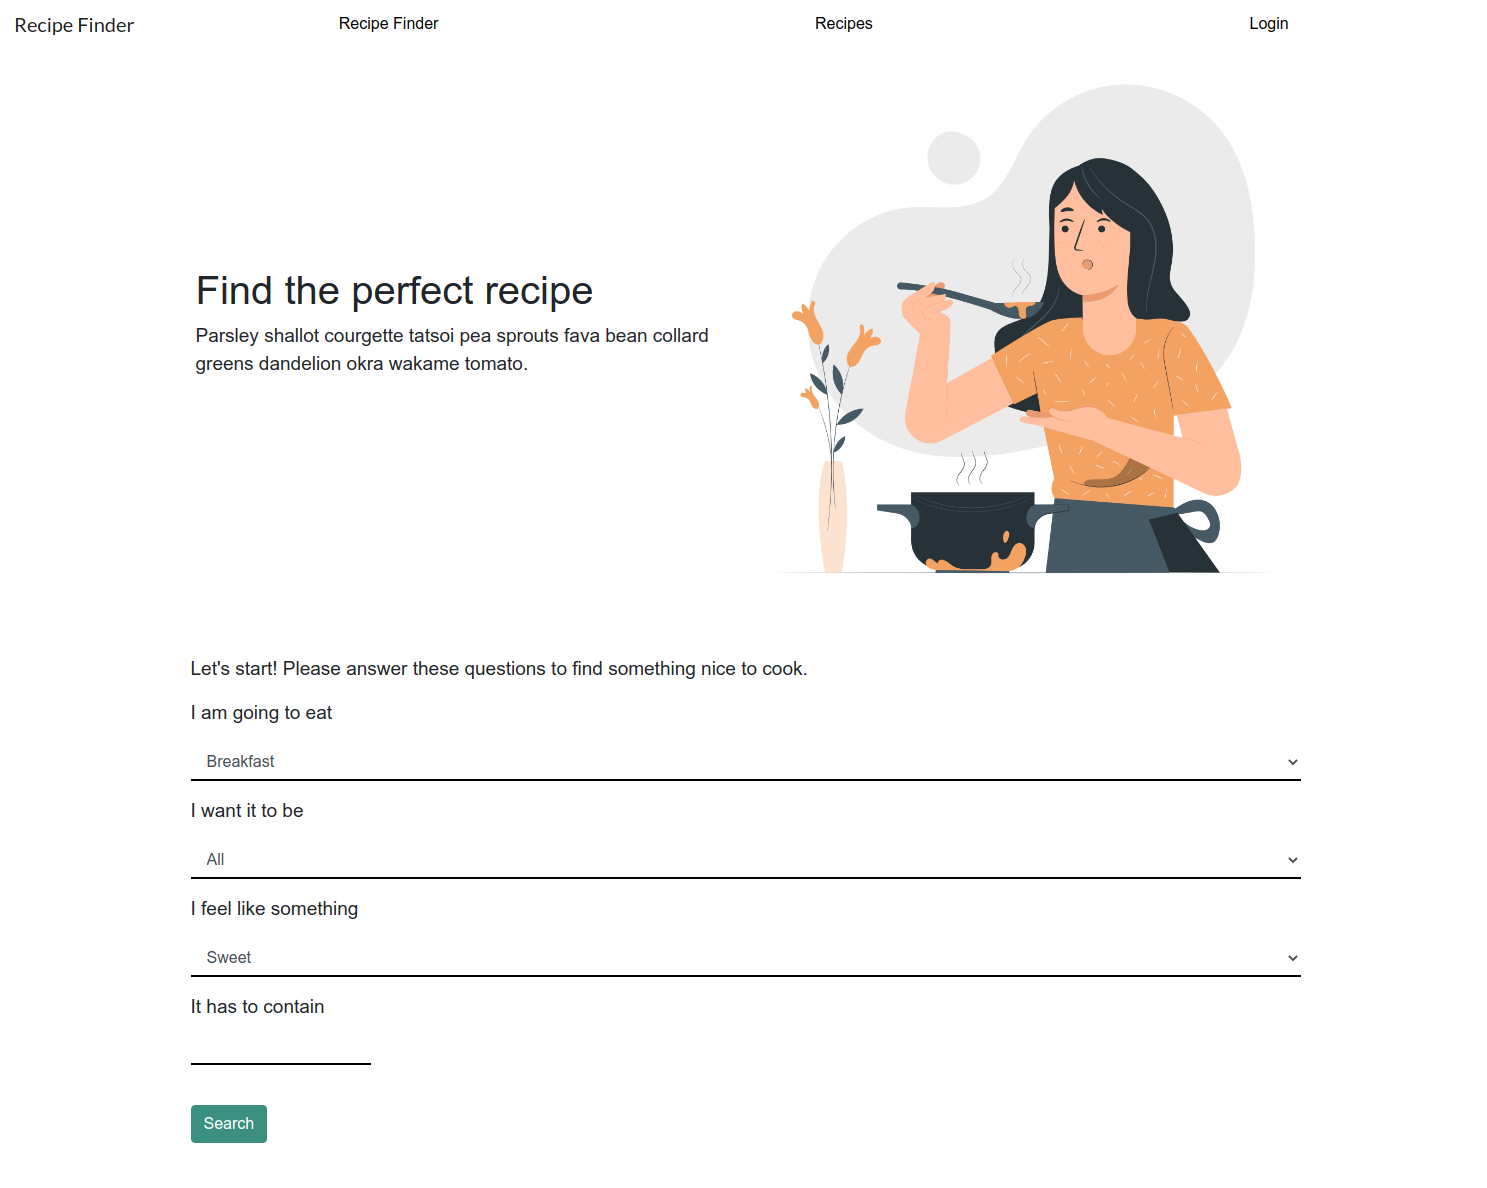 Recipe Finder
Recipe Finder
Recipes
Login
Find the perfect recipe
Parsley shallot courgette tatsoi pea sprouts fava bean collard
greens dandelion okra wakame tomato.
Let's start! Please answer these questions to find something nice to cook.
I am going to eat
Breakfast
I want it to be
All
I feel like something
Sweet
It has to contain
Search